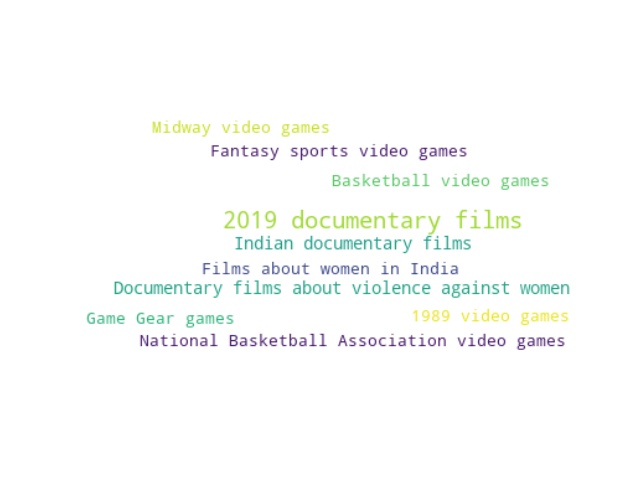 Midway video games
Fantasy sports video games
Basketball video games
2019 documentary films
Indian documentary films
Films about women in India
Documentary films about violence against women
Game Gear games
1989 video games
National Basketball Association video games